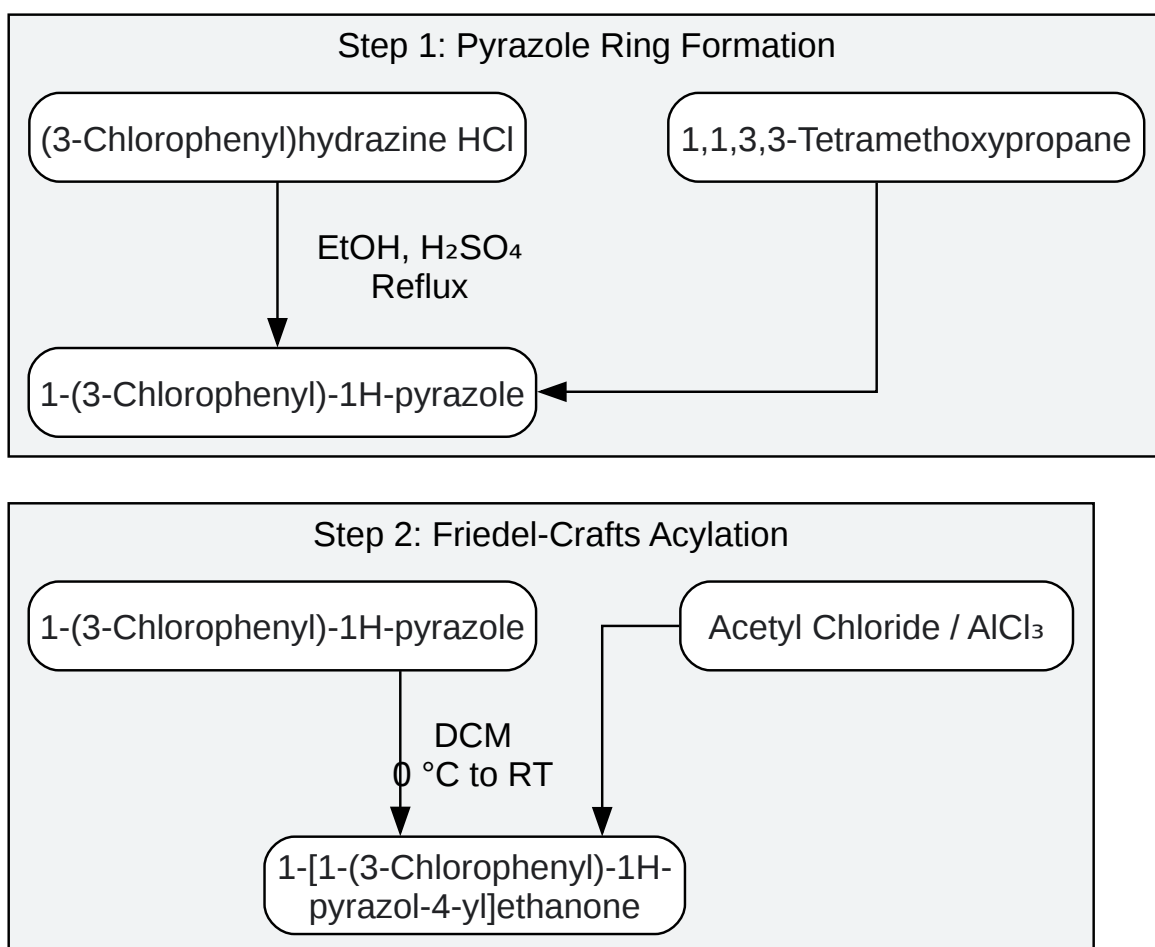 Step 1: Pyrazole Ring Formation
(3-Chlorophenyl)hydrazine HCl
1,1,3,3-Tetramethoxypropane
EtOH, H₂SO₄
Reflux
1-(3-Chlorophenyl)-1H-pyrazole
Step 2: Friedel-Crafts Acylation
1-(3-Chlorophenyl)-1H-pyrazole
Acetyl Chloride / AlCl₃
DCM
0 °C to RT
1-[1-(3-Chlorophenyl)-1H-
pyrazol-4-yl]ethanone